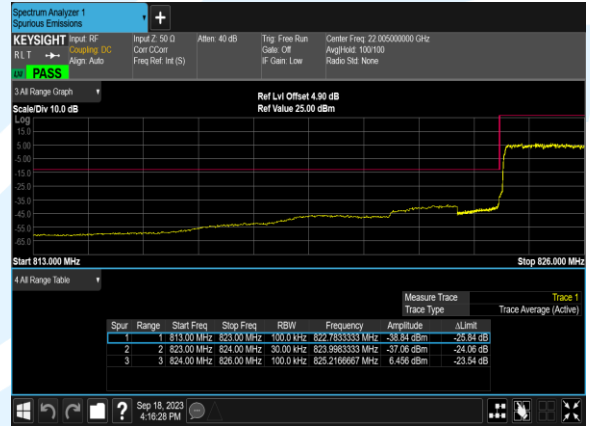 Spectrum Analyzer 1
Spurious Emissions
KEYSIGHT Input: RF Input Z: 50 Ω Atten: 40 dB Trig: Free Run Center Freq: 22.005000000 GHz
RLT Coupling: DC Corr CCorr Gate: Off Avg|Hold: 100/100
Align: Auto Freq Ref: Int (S) IF Gain: Low Radio Std: None
PASS
3 All Range Graph
Ref Lvl Offset 4.90 dB
Scale/Div 10.0 dB Ref Value 25.00 dBm
Log
15.0
5.00
-5.00
-15.0
-25.0
-35.0
-45.0
-55.0
-65.0
Start 813.000 MHz Stop 826.000 MHz
4 All Range Table
Measure Trace Trace 1
Trace Type Trace Average (Active)
Spur Range Start Freq Stop Freq RBW Frequency Amplitude ΔLimit
1 1 813.00 MHz 823.00 MHz 100.0 kHz 822.7833333 MHz -38.84 dBm -25.84 dB
2 2 823.00 MHz 824.00 MHz 30.00 kHz 823.9983333 MHz -37.06 dBm -24.06 dB
3 3 824.00 MHz 826.00 MHz 100.0 kHz 825.2166667 MHz 6.456 dBm -23.54 dB
? Sep 18, 2023
4:16:28 PM